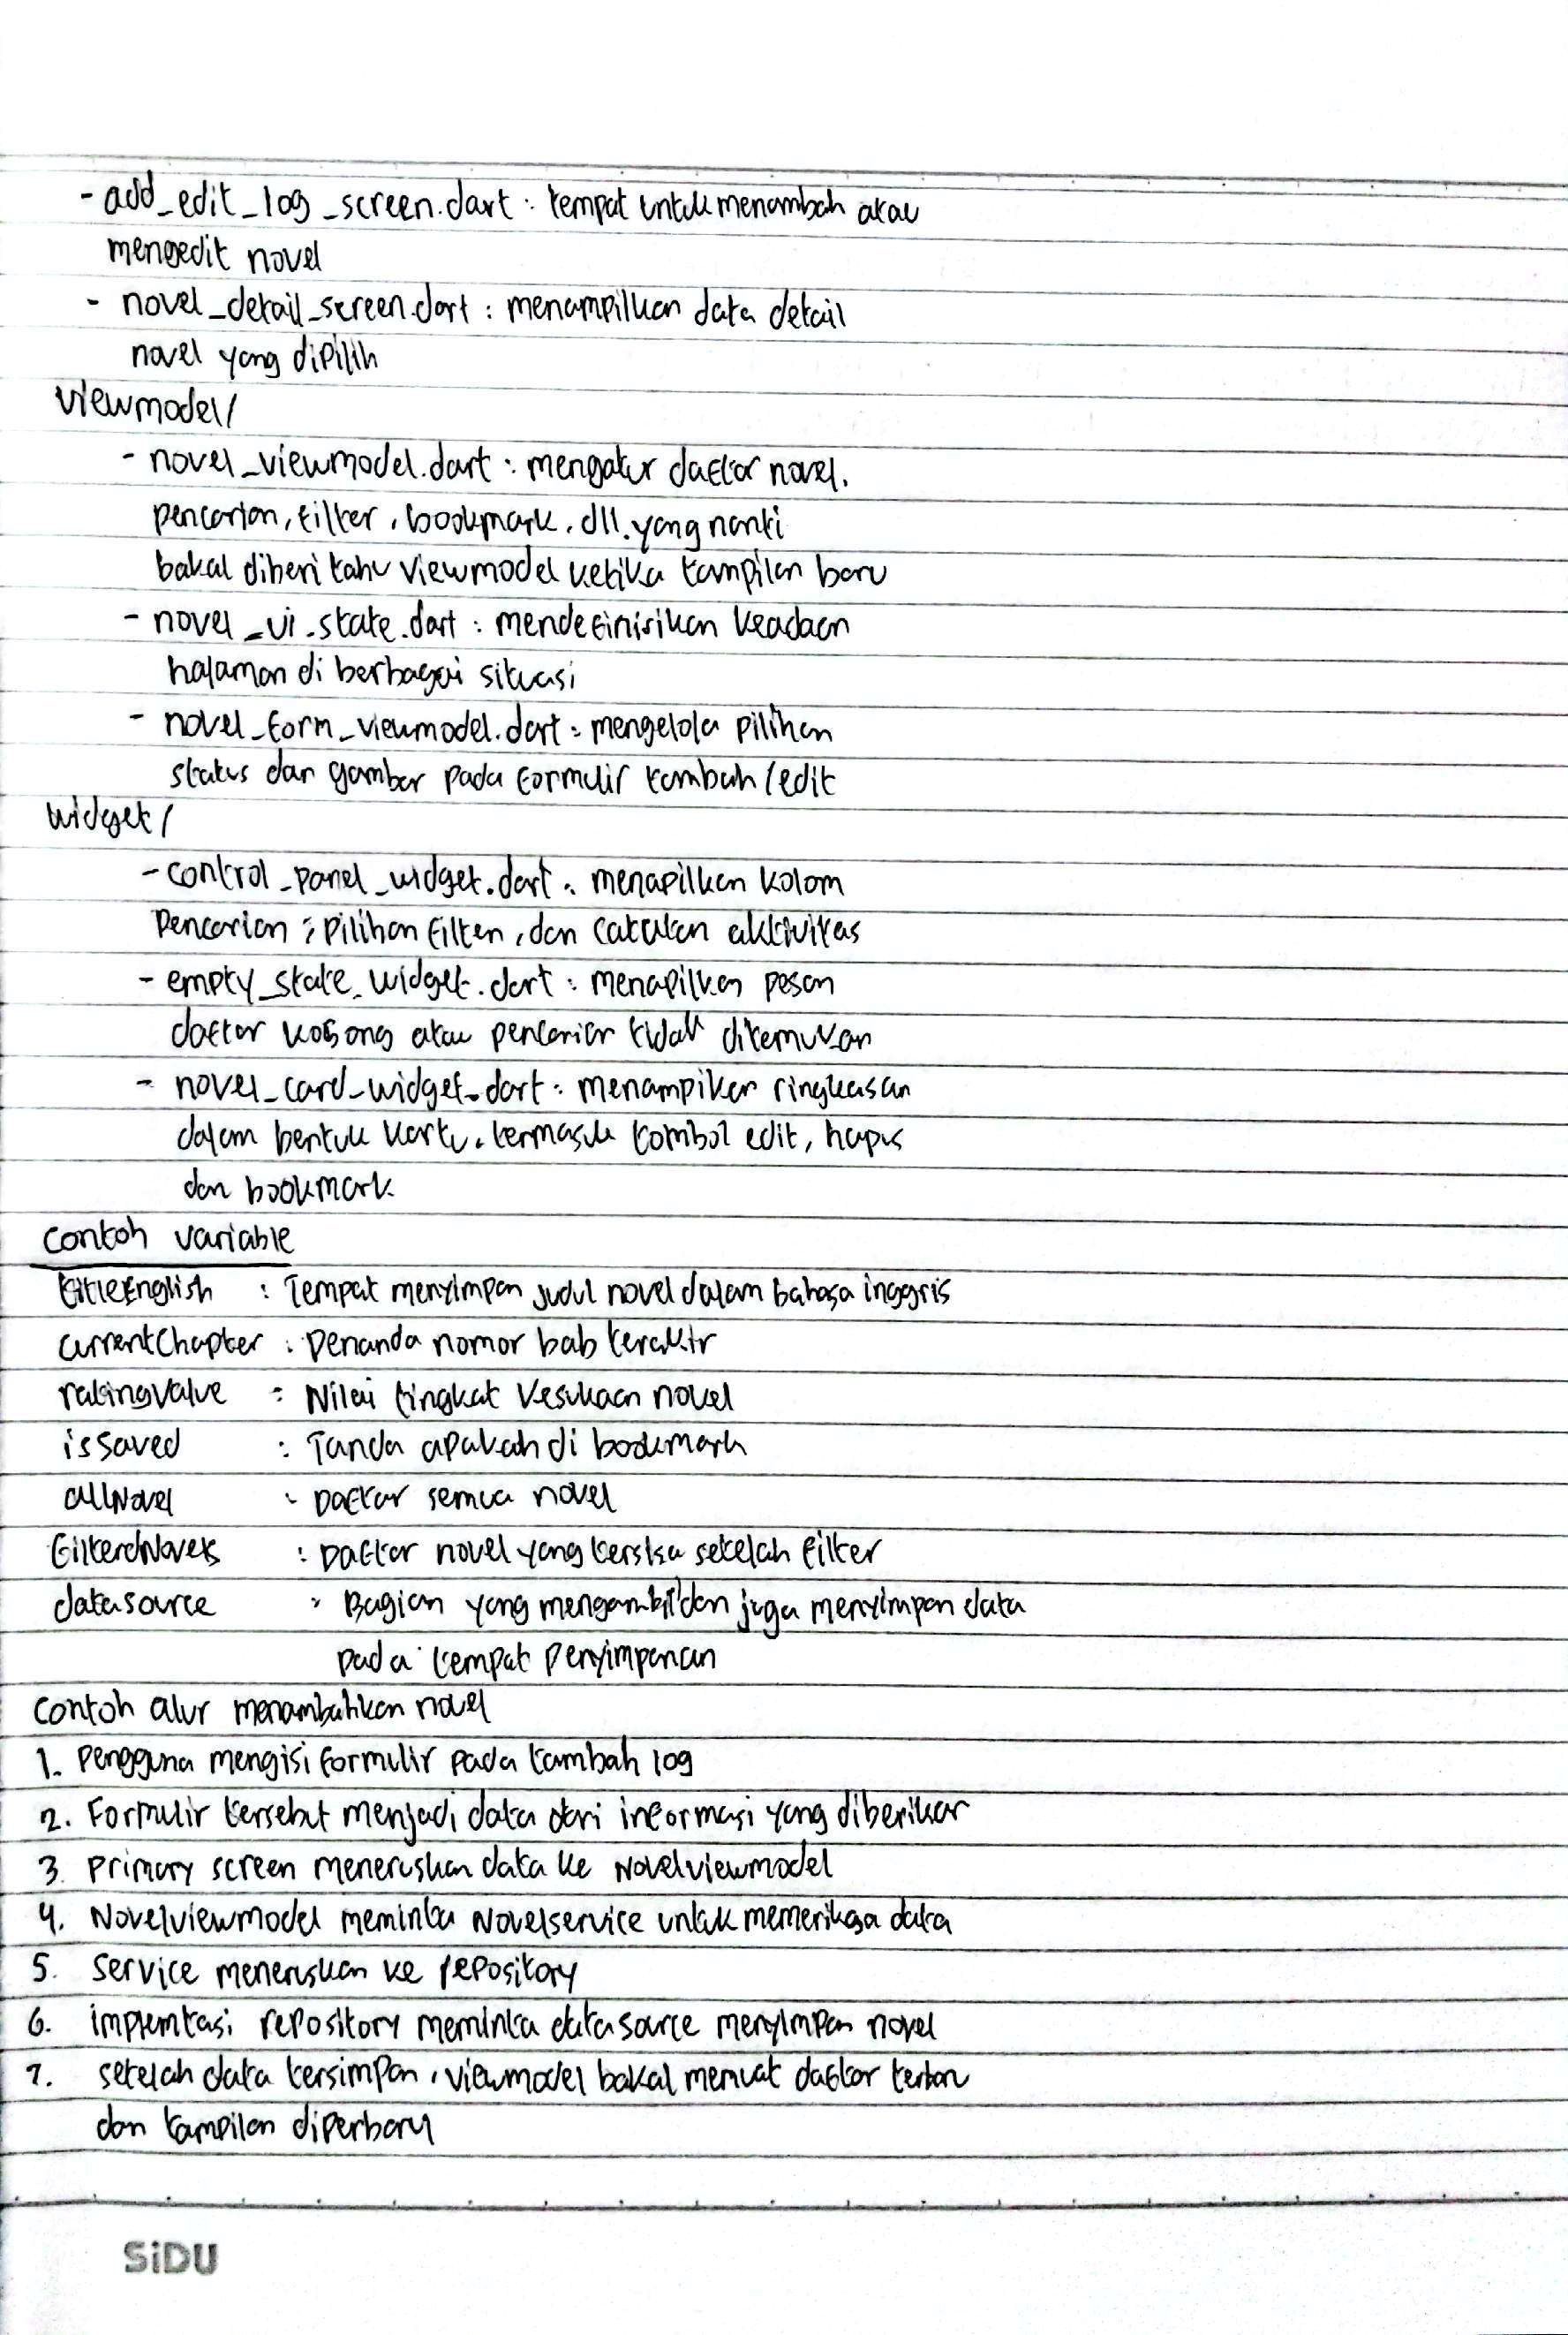 - add_edit_log_screen.dart : tempat untuk menambah atau
mengedit novel
- novel_detail_screen.dart : menampilkan data detail
novel yang dipilih
viewmodel/
- novel_viewmodel.dart : mengatur daftar novel,
pencarian, filter, bookmark, dll. yang nanti
bakal diberi tahu viewmodel ketika tampilan baru
- novel_ui_state.dart : mendefinisikan keadaan
halaman di berbagai situasi
- novel_form_viewmodel.dart : mengelola pilihan
status dan gambar pada formulir tambah/edit
widget/
- control_panel_widget.dart : menapilkan kolom
Pencarian, pilihan filten, dan catatan aktivitas
- empty_state_widget.dart : menapilkan pesan
daftar kosong atau pencarian tidak ditemukan
- novel_card_widget.dart : menampikan ringkasan
dalam bentuk kartu, termasuk tombol edit, hapus
dan bookmark
contoh variable
titleEnglish : Tempat menyimpan judul novel dalam bahasa inggris
currentChapter : Penanda nomor bab terakhir
ratingValue : Nilai tingkat kesukaan novel
isSaved : Tanda apakah di bookmark
allNovel : Daftar semua novel
filterdNovels : Daftar novel yang tersisa setelah filter
datasource : Bagian yang mengambil dan juga menyimpan data
pada tempat penyimpanan
Contoh alur menambahkan novel
1. Pengguna mengisi formulir pada tambah log
2. Formulir tersebut menjadi data dari informasi yang diberikan
3. Primary screen meneruskan data ke Novelviewmodel
4. Novelviewmodel meminta Novelservice untuk memeriksa data
5. Service meneruskan ke repository
6. implemtasi repository meminta datasource menyimpan novel
7. setelah data tersimpan, viewmodel bakal memuat daftar terbaru
dan tampilan diperbaru
SiDU